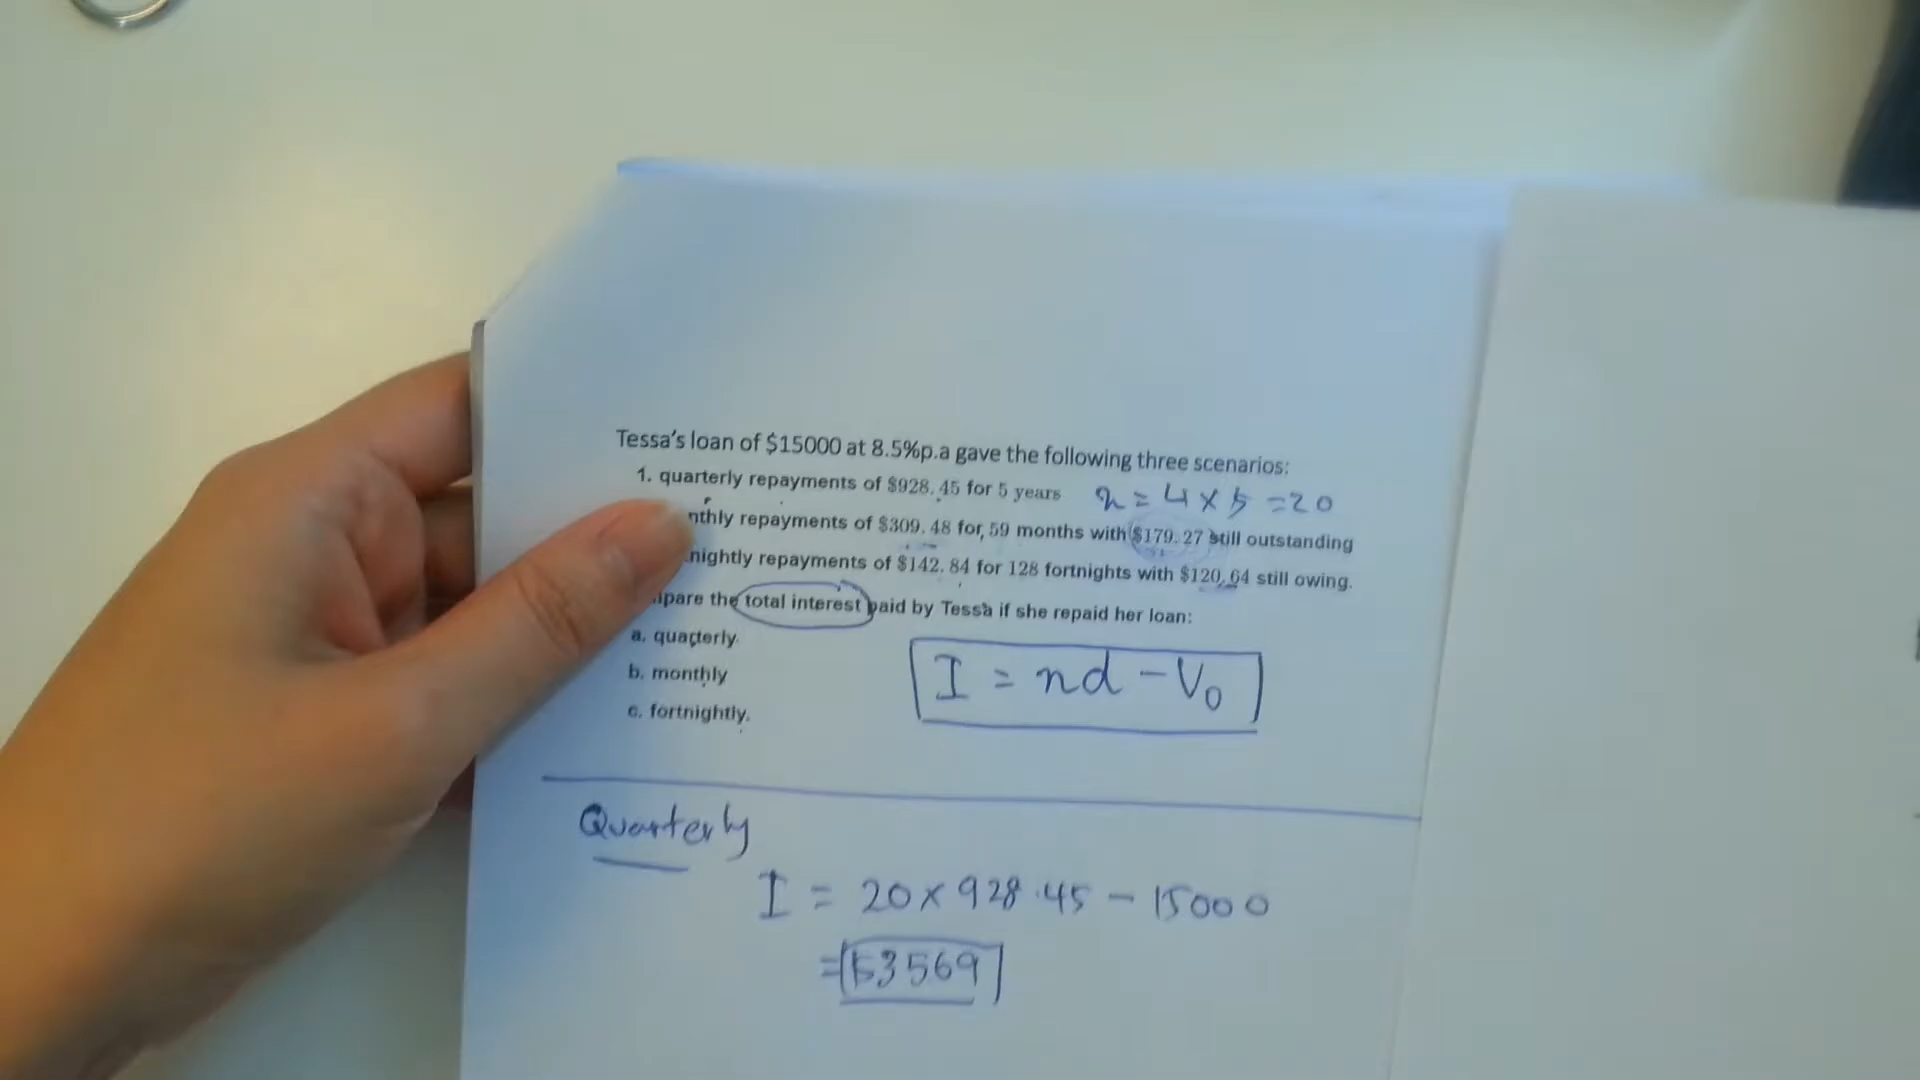 Tessa's loan of $15000 at 8.5%p.a gave the following three scenarios:
1. quarterly repayments of $928.45 for 5 years n = 4 × 5 = 20
nthly repayments of $309.48 for 59 months with $179.27 still outstanding
nightly repayments of $142.84 for 128 fortnights with $120.64 still owing.
pare the total interest paid by Tessa if she repaid her loan:
a. quarterly
b. monthly
c. fortnightly.
I = nd - V₀
Quarterly
I = 20 × 928.45 - 15000
= $3569